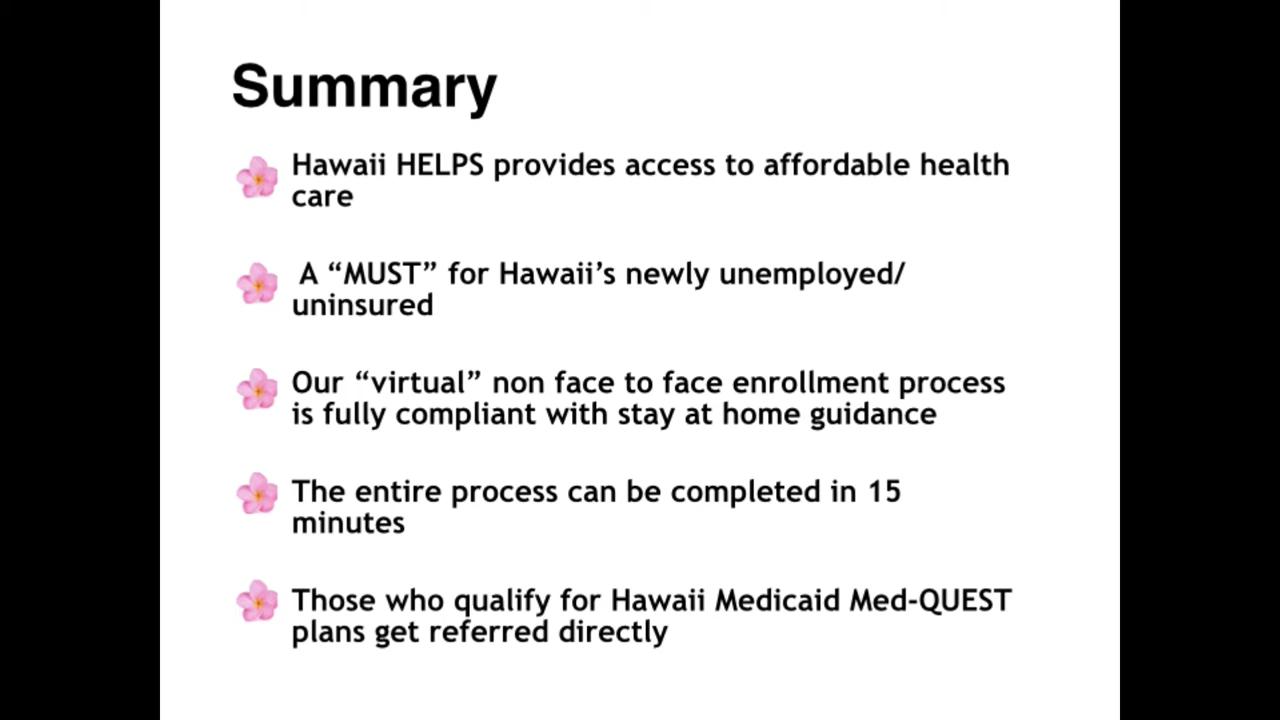 Summary
Hawaii HELPS provides access to affordable health
care
A “MUST” for Hawaii’s newly unemployed/
uninsured
Our “virtual” non face to face enrollment process
is fully compliant with stay at home guidance
The entire process can be completed in 15
minutes
Those who qualify for Hawaii Medicaid Med-QUEST
plans get referred directly